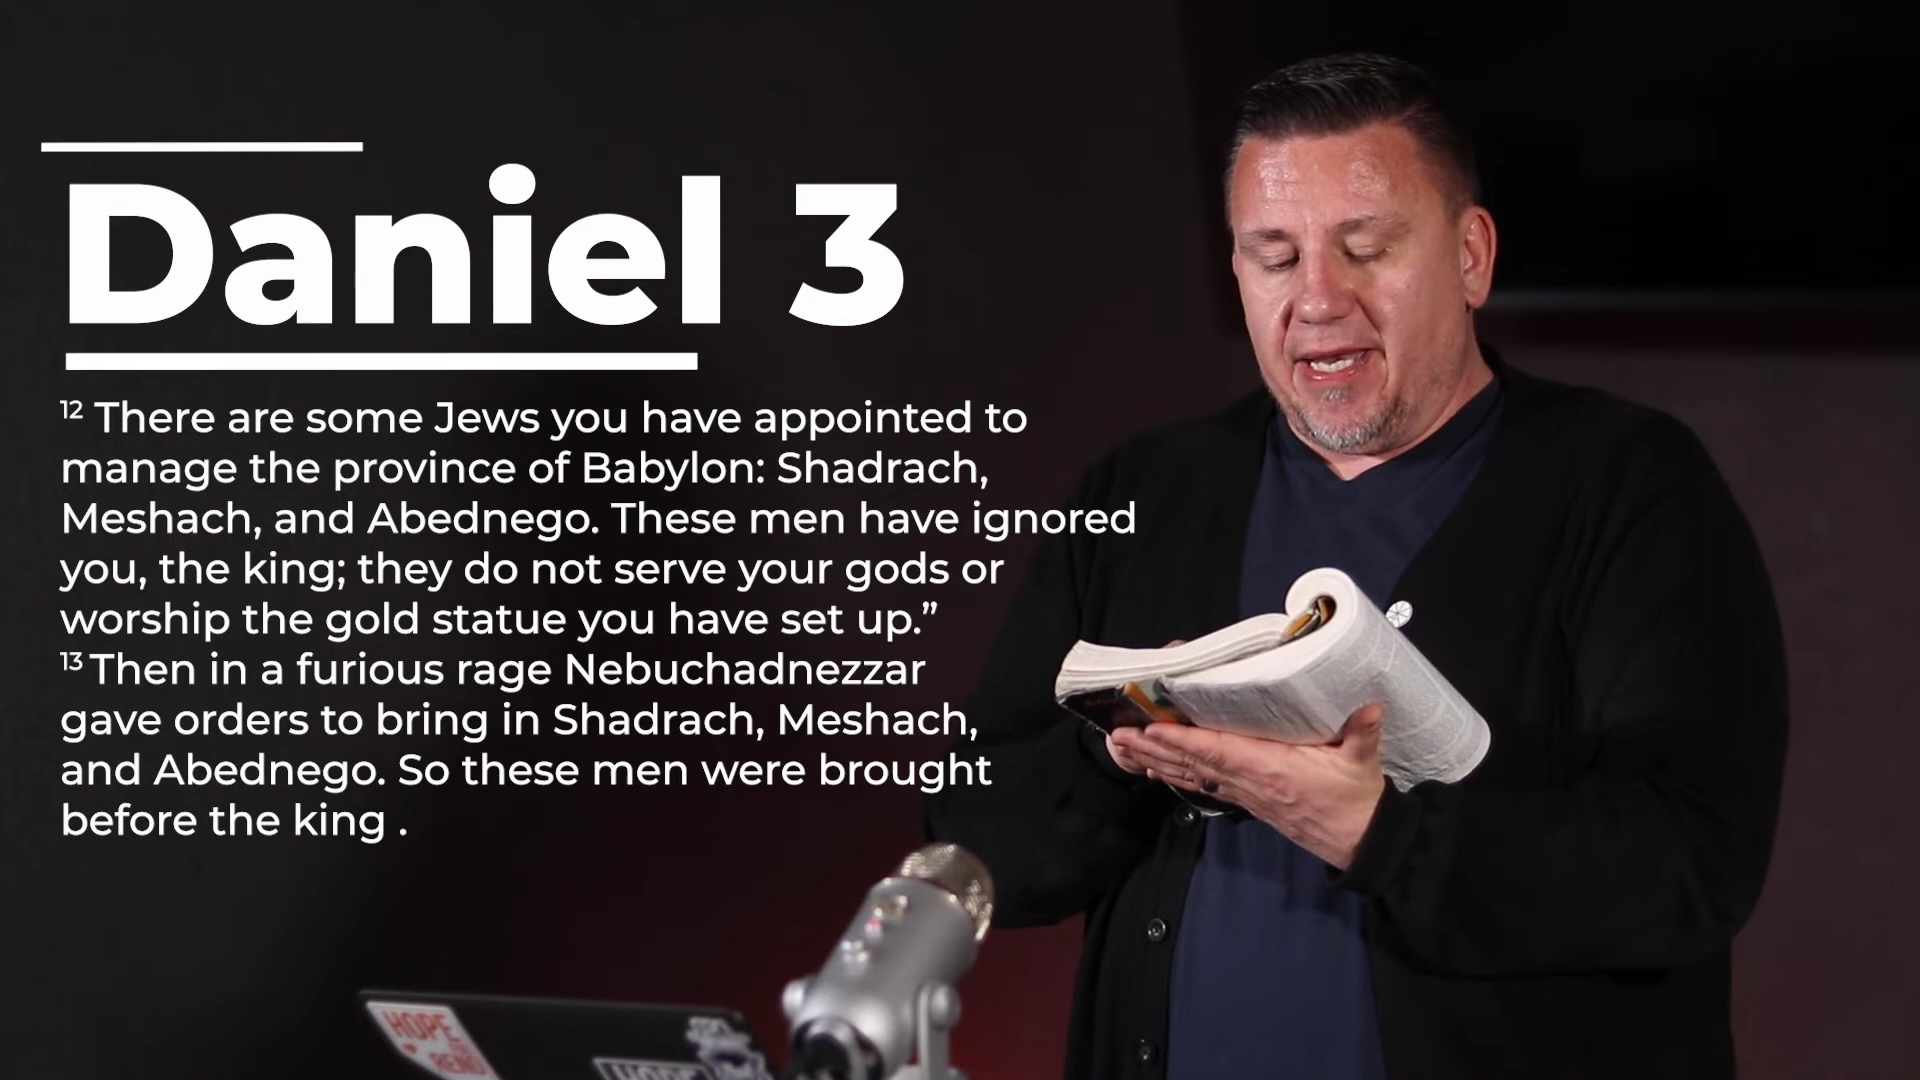 Daniel 3
¹² There are some Jews you have appointed to
manage the province of Babylon: Shadrach,
Meshach, and Abednego. These men have ignored
you, the king; they do not serve your gods or
worship the gold statue you have set up.”
¹³ Then in a furious rage Nebuchadnezzar
gave orders to bring in Shadrach, Meshach,
and Abednego. So these men were brought
before the king .
HOPE
RENO
HOPE